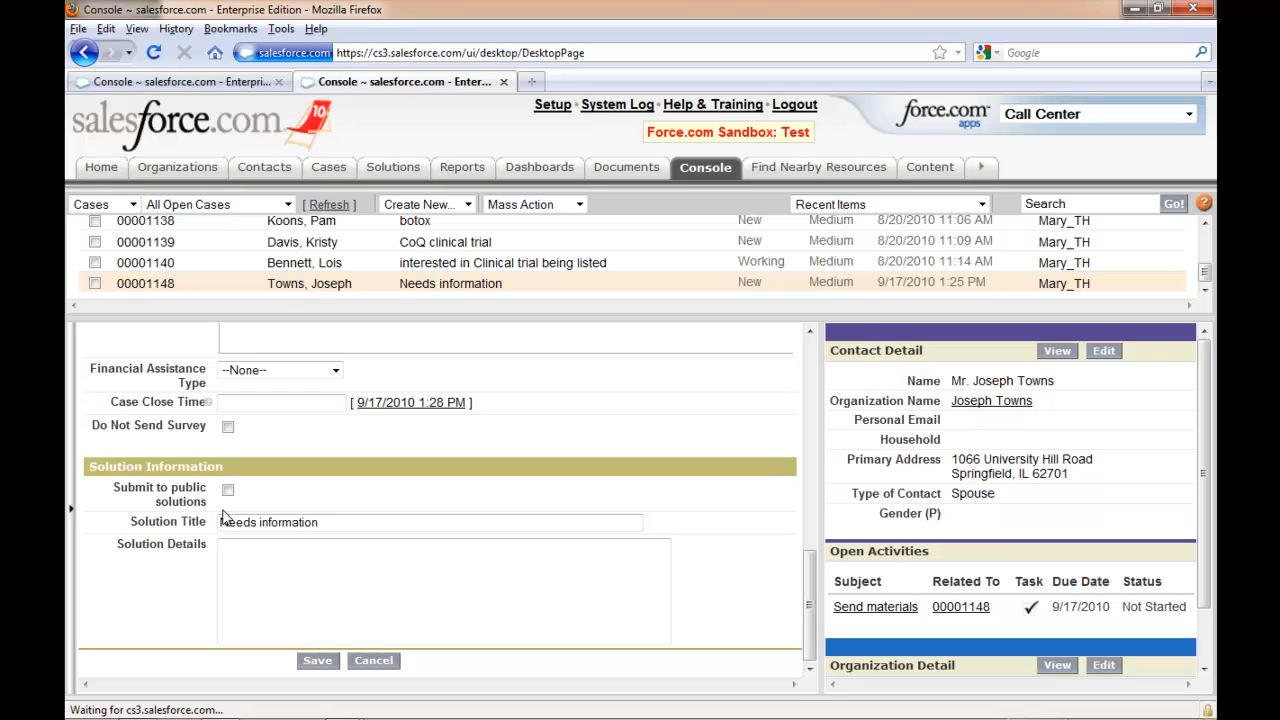 Console ~ salesforce.com - Enterprise Edition - Mozilla Firefox
File Edit View History Bookmarks Tools Help
salesforce.com https://cs3.salesforce.com/ui/desktop/DesktopPage Google
Console ~ salesforce.com - Enterpri... Console ~ salesforce.com - Enter...
Setup · System Log · Help & Training · Logout
salesforce.com 10 force.com apps Call Center
Force.com Sandbox: Test
Home Organizations Contacts Cases Solutions Reports Dashboards Documents Console Find Nearby Resources Content
Cases All Open Cases [ Refresh ] Create New... Mass Action Recent Items Search Go! ?
00001138 Koons, Pam botox New Medium 8/20/2010 11:06 AM Mary_TH
00001139 Davis, Kristy CoQ clinical trial New Medium 8/20/2010 11:09 AM Mary_TH
00001140 Bennett, Lois interested in Clinical trial being listed Working Medium 8/20/2010 11:14 AM Mary_TH
00001148 Towns, Joseph Needs information New Medium 9/17/2010 1:25 PM Mary_TH
Financial Assistance
Type
--None--
Case Close Time [ 9/17/2010 1:28 PM ]
Do Not Send Survey
Solution Information
Submit to public
solutions
Solution Title Needs information
Solution Details
Save Cancel
Contact Detail View Edit
Name Mr. Joseph Towns
Organization Name Joseph Towns
Personal Email
Household
Primary Address 1066 University Hill Road
Springfield, IL 62701
Type of Contact Spouse
Gender (P)
Open Activities
Subject Related To Task Due Date Status
Send materials 00001148 9/17/2010 Not Started
Organization Detail View Edit
Waiting for cs3.salesforce.com...